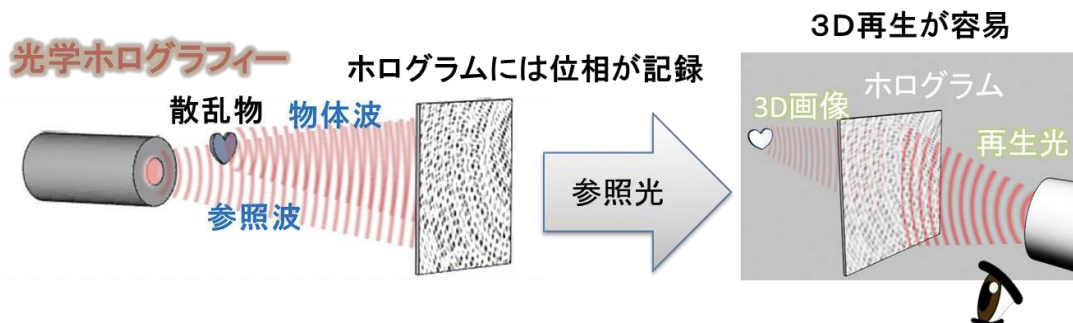 光学ホログラフィー
ホログラムには位相が記録
散乱物
物体波
参照波
参照光
3D再生が容易
ホログラム
3D画像
再生光